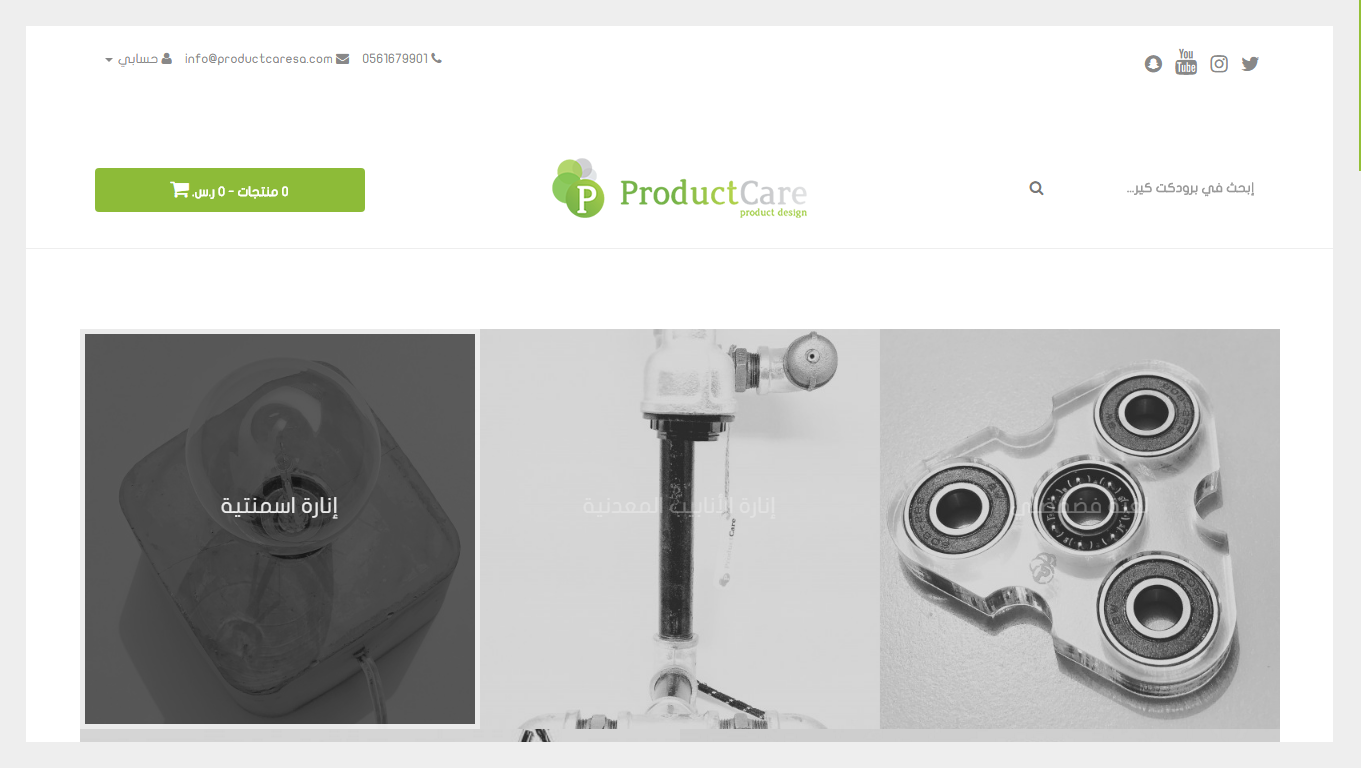 0561679901
info@productcaresa.com
حسابي
You
Tube
إبحث في برودكت كير...
ProductCare
product design
0 منتجات - 0 ر.س.
إنارة الأنابيب المعدنية
إنارة اسمنتية